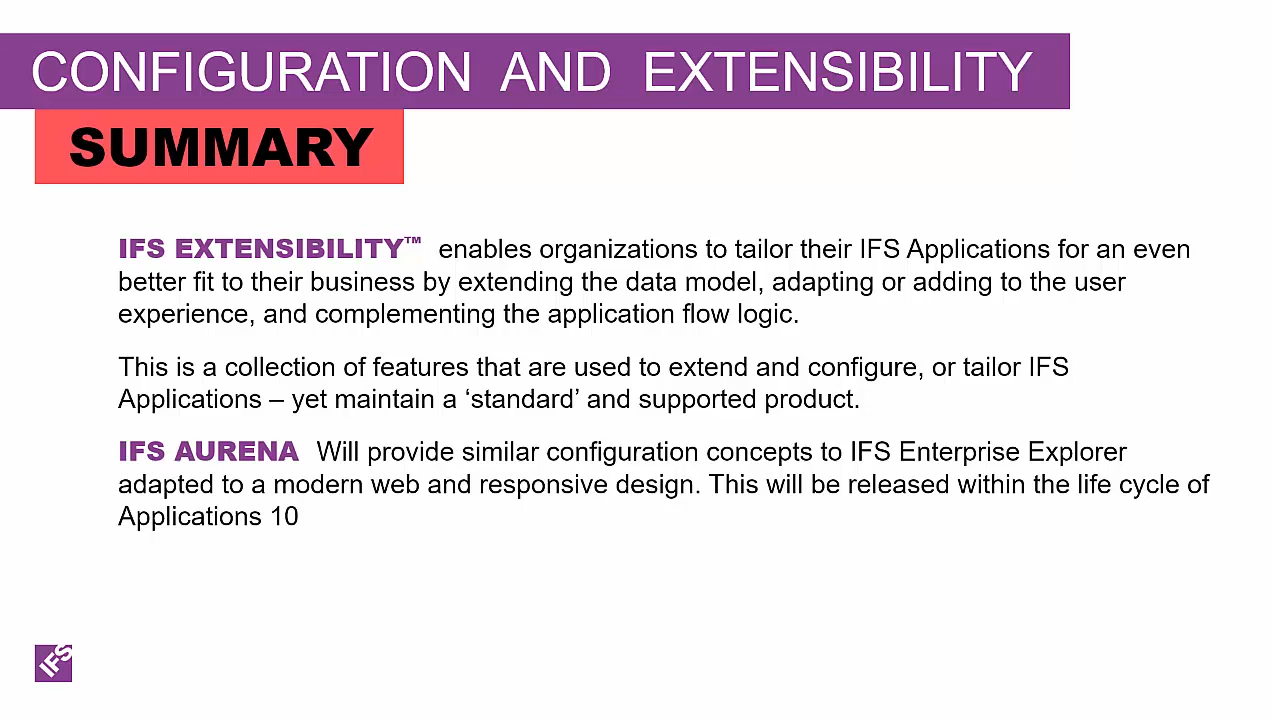 CONFIGURATION AND EXTENSIBILITY
SUMMARY
IFS EXTENSIBILITY™ enables organizations to tailor their IFS Applications for an even
better fit to their business by extending the data model, adapting or adding to the user
experience, and complementing the application flow logic.
This is a collection of features that are used to extend and configure, or tailor IFS
Applications – yet maintain a ‘standard’ and supported product.
IFS AURENA Will provide similar configuration concepts to IFS Enterprise Explorer
adapted to a modern web and responsive design. This will be released within the life cycle of
Applications 10
IFS